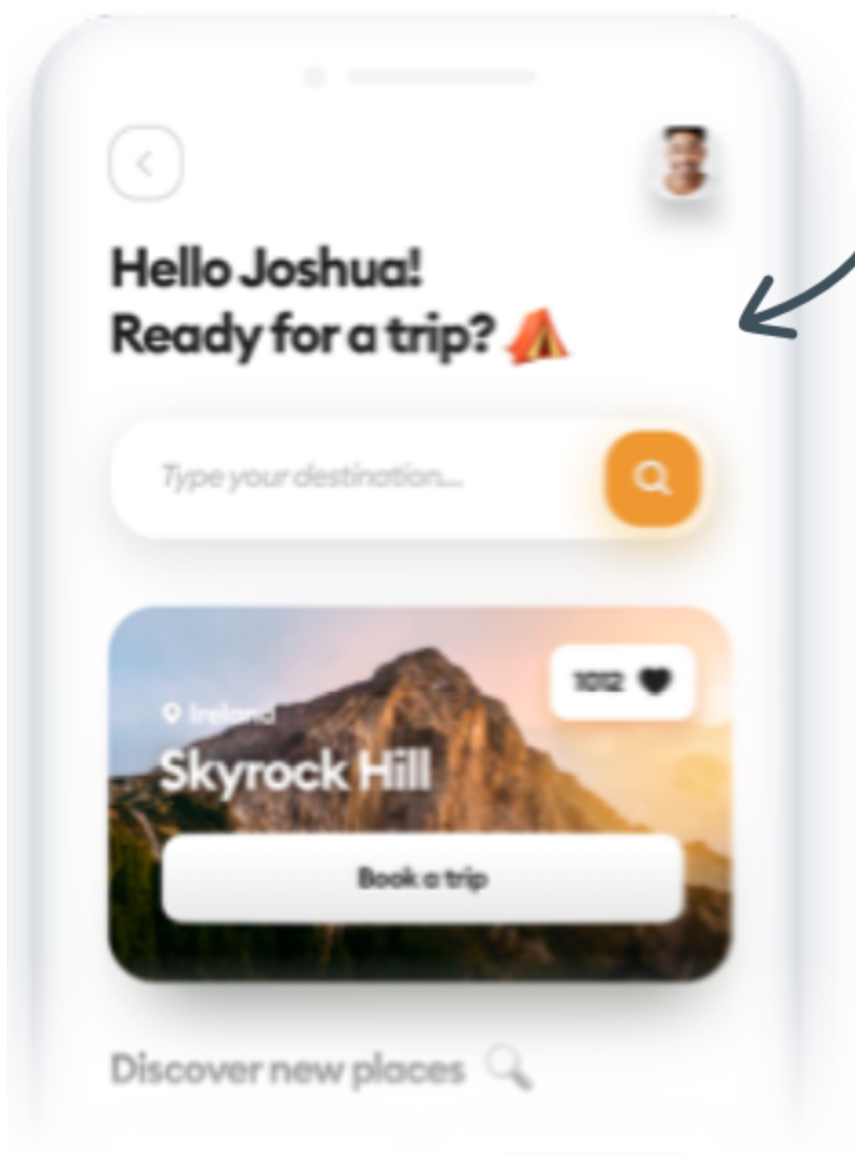 Hello Joshua!
Ready for a trip?
Type your destination...
1012
Ireland
Skyrock Hill
Book a trip
Discover new places